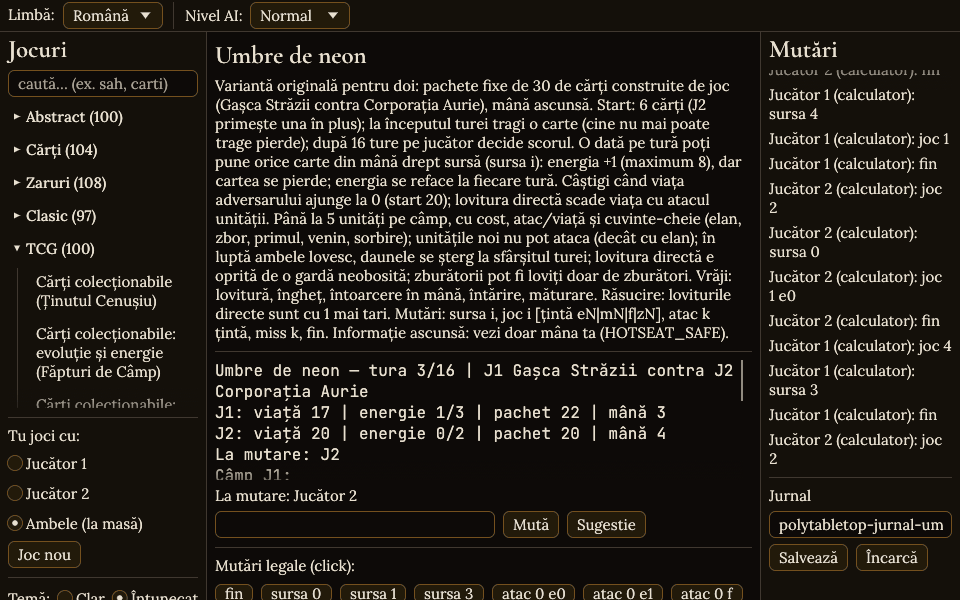 Limbă: Română ▼ Nivel AI: Normal ▼
Jocuri
caută... (ex. sah, carti)
▸ Abstract (100)
▸ Cărți (104)
▸ Zaruri (108)
▸ Clasic (97)
▾ TCG (100)
Cărți colecționabile
(Ținutul Cenușiu)
Cărți colecționabile:
evoluție și energie
(Făpturi de Câmp)
Cărți colecționabile:
Tu joci cu:
Jucător 1
Jucător 2
Ambele (la masă)
Joc nou
Temă: Clar Întunecat
Umbre de neon
Variantă originală pentru doi: pachete fixe de 30 de cărți construite de joc
(Gașca Străzii contra Corporația Aurie), mână ascunsă. Start: 6 cărți (J2
primește una în plus); la începutul turei tragi o carte (cine nu mai poate
trage pierde); după 16 ture pe jucător decide scorul. O dată pe tură poți
pune orice carte din mână drept sursă (sursa i): energia +1 (maximum 8), dar
cartea se pierde; energia se reface la fiecare tură. Câștigi când viața
adversarului ajunge la 0 (start 20); lovitura directă scade viața cu atacul
unității. Până la 5 unități pe câmp, cu cost, atac/viață și cuvinte-cheie (elan,
zbor, primul, venin, sorbire); unitățile noi nu pot ataca (decât cu elan); în
luptă ambele lovesc, daunele se șterg la sfârșitul turei; lovitura directă e
oprită de o gardă neobosită; zburătorii pot fi loviți doar de zburători. Vrăji:
lovitură, îngheț, întoarcere în mână, întărire, măturare. Răsucire: loviturile
directe sunt cu 1 mai tari. Mutări: sursa i, joc i [țintă eN|mN|f|zN], atac k
țintă, miss k, fin. Informație ascunsă: vezi doar mâna ta (HOTSEAT_SAFE).
Umbre de neon — tura 3/16 | J1 Gașca Străzii contra J2
Corporația Aurie
J1: viață 17 | energie 1/3 | pachet 22 | mână 3
J2: viață 20 | energie 0/2 | pachet 20 | mână 4
La mutare: J2
Câmp J1:
La mutare: Jucător 2
Mută Sugestie
Mutări legale (click):
fin sursa 0 sursa 1 sursa 3 atac 0 e0 atac 0 e1 atac 0 f
Mutări
Jucător 1 (calculator): fin
Jucător 1 (calculator):
sursa 4
Jucător 1 (calculator): joc 1
Jucător 1 (calculator): fin
Jucător 2 (calculator): joc
2
Jucător 2 (calculator):
sursa 0
Jucător 2 (calculator): joc
1 e0
Jucător 2 (calculator): fin
Jucător 1 (calculator): joc 4
Jucător 1 (calculator):
sursa 3
Jucător 1 (calculator): fin
Jucător 2 (calculator): joc
2
Jurnal
polytabletop-jurnal-um
Salvează Încarcă